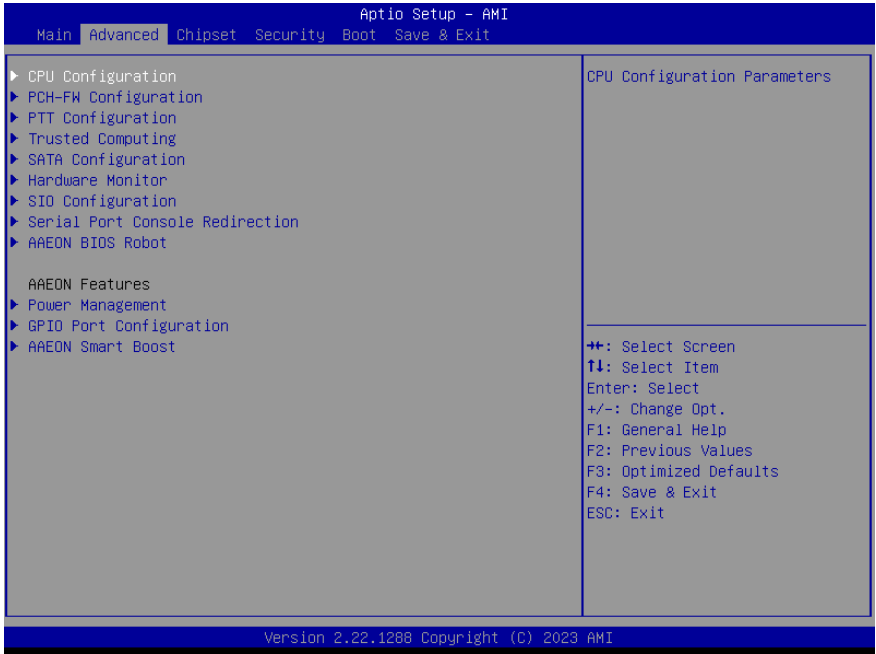 Aptio Setup – AMI
Main Advanced Chipset Security Boot Save & Exit
▶ CPU Configuration
▶ PCH-FW Configuration
▶ PTT Configuration
▶ Trusted Computing
▶ SATA Configuration
▶ Hardware Monitor
▶ SIO Configuration
▶ Serial Port Console Redirection
▶ AAEON BIOS Robot
AAEON Features
▶ Power Management
▶ GPIO Port Configuration
▶ AAEON Smart Boost
CPU Configuration Parameters
→←: Select Screen
↑↓: Select Item
Enter: Select
+/-: Change Opt.
F1: General Help
F2: Previous Values
F3: Optimized Defaults
F4: Save & Exit
ESC: Exit
Version 2.22.1288 Copyright (C) 2023 AMI